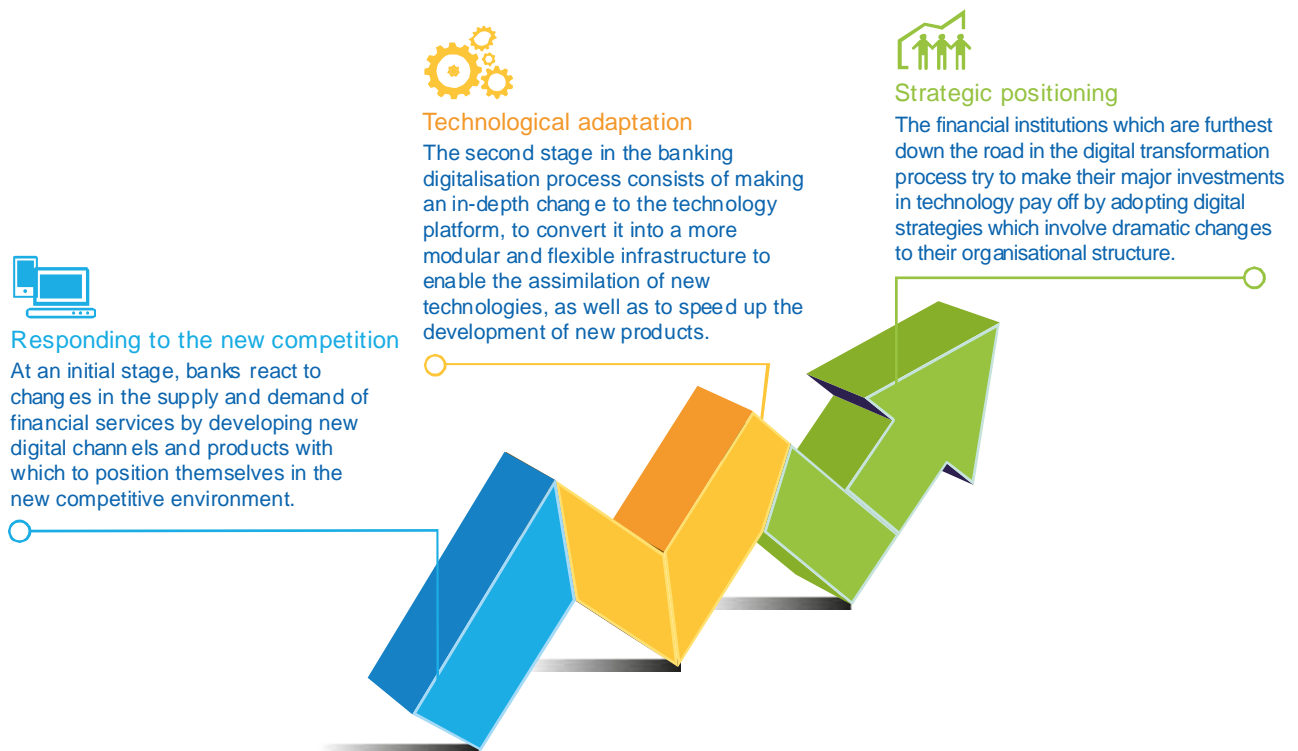 Responding to the new competition
At an initial stage, banks react to
changes in the supply and demand of
financial services by developing new
digital channels and products with
which to position themselves in the
new competitive environment.
Technological adaptation
The second stage in the banking
digitalisation process consists of making
an in-depth change to the technology
platform, to convert it into a more
modular and flexible infrastructure to
enable the assimilation of new
technologies, as well as to speed up the
development of new products.
Strategic positioning
The financial institutions which are furthest
down the road in the digital transformation
process try to make their major investments
in technology pay off by adopting digital
strategies which involve dramatic changes
to their organisational structure.